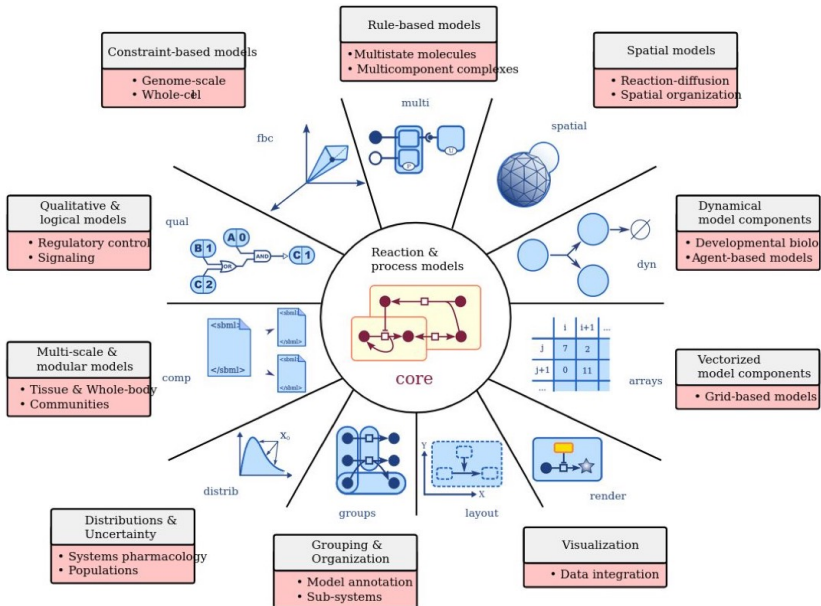 Rule-based models
• Multistate molecules
• Multicomponent complexes
Constraint-based models
• Genome-scale
• Whole-cel
Spatial models
• Reaction-diffusion
• Spatial organization
multi
fbc
spatial
P
U
Qualitative &
logical models
• Regulatory control
• Signaling
qual
B 1
A 0
OR
AND
C 1
C 2
Reaction &
process models
core
Dynamical
model components
• Developmental biolo
• Agent-based models
dyn
Multi-scale &
modular models
• Tissue & Whole-body
• Communities
comp
<sbml>
</sbml>
<sbml>
</sbml>
<sbml>
</sbml>
i i+1 ...
j 7 2
j+1 0 11
...
arrays
Vectorized
model components
• Grid-based models
X₀
distrib
groups
Y
X
layout
render
Distributions &
Uncertainty
• Systems pharmacology
• Populations
Grouping &
Organization
• Model annotation
• Sub-systems
Visualization
• Data integration